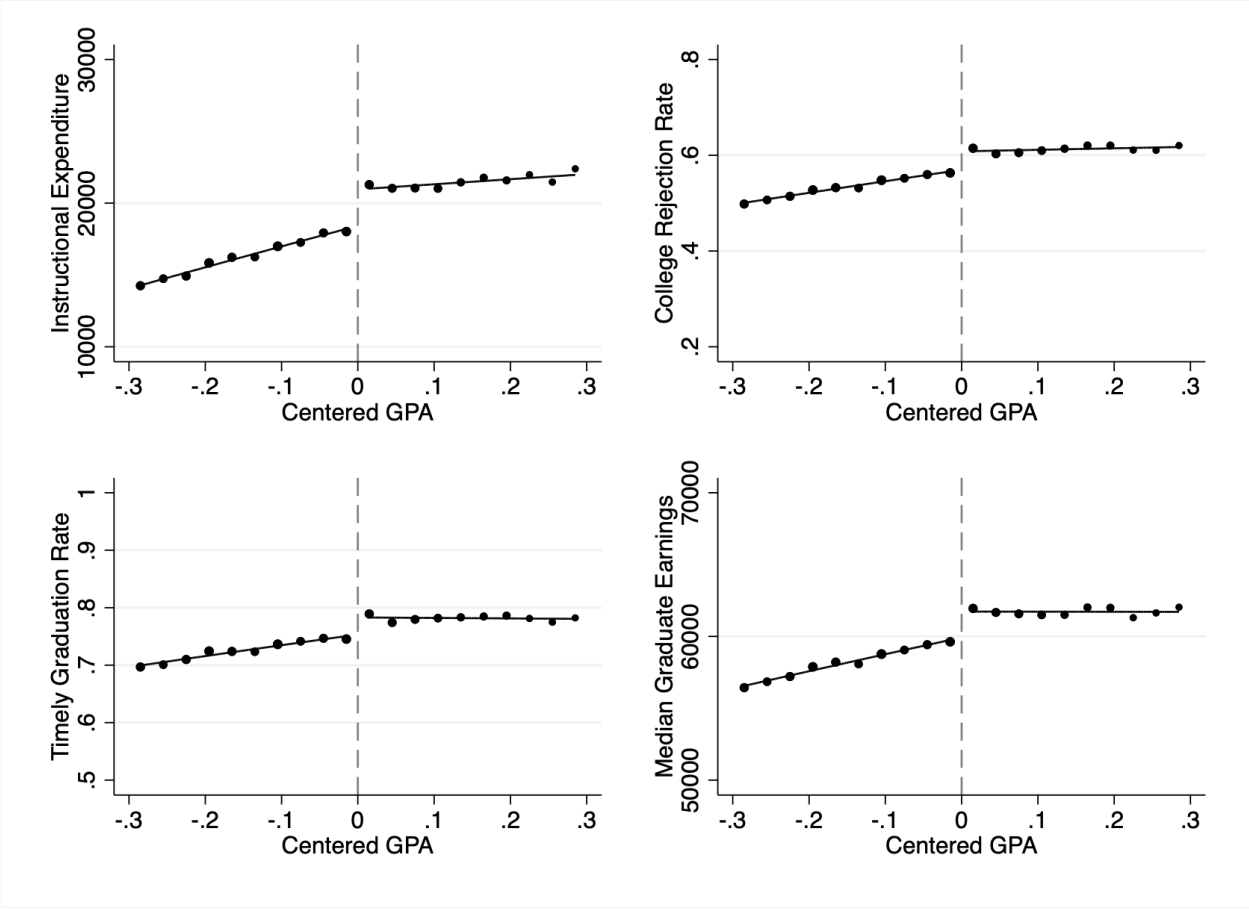 Instructional Expenditure
30000
20000
10000
-.3 -.2 -.1 0 .1 .2 .3
Centered GPA
College Rejection Rate
.8
.6
.4
.2
-.3 -.2 -.1 0 .1 .2 .3
Centered GPA
Timely Graduation Rate
1
.9
.8
.7
.6
.5
-.3 -.2 -.1 0 .1 .2 .3
Centered GPA
Median Graduate Earnings
70000
60000
50000
-.3 -.2 -.1 0 .1 .2 .3
Centered GPA